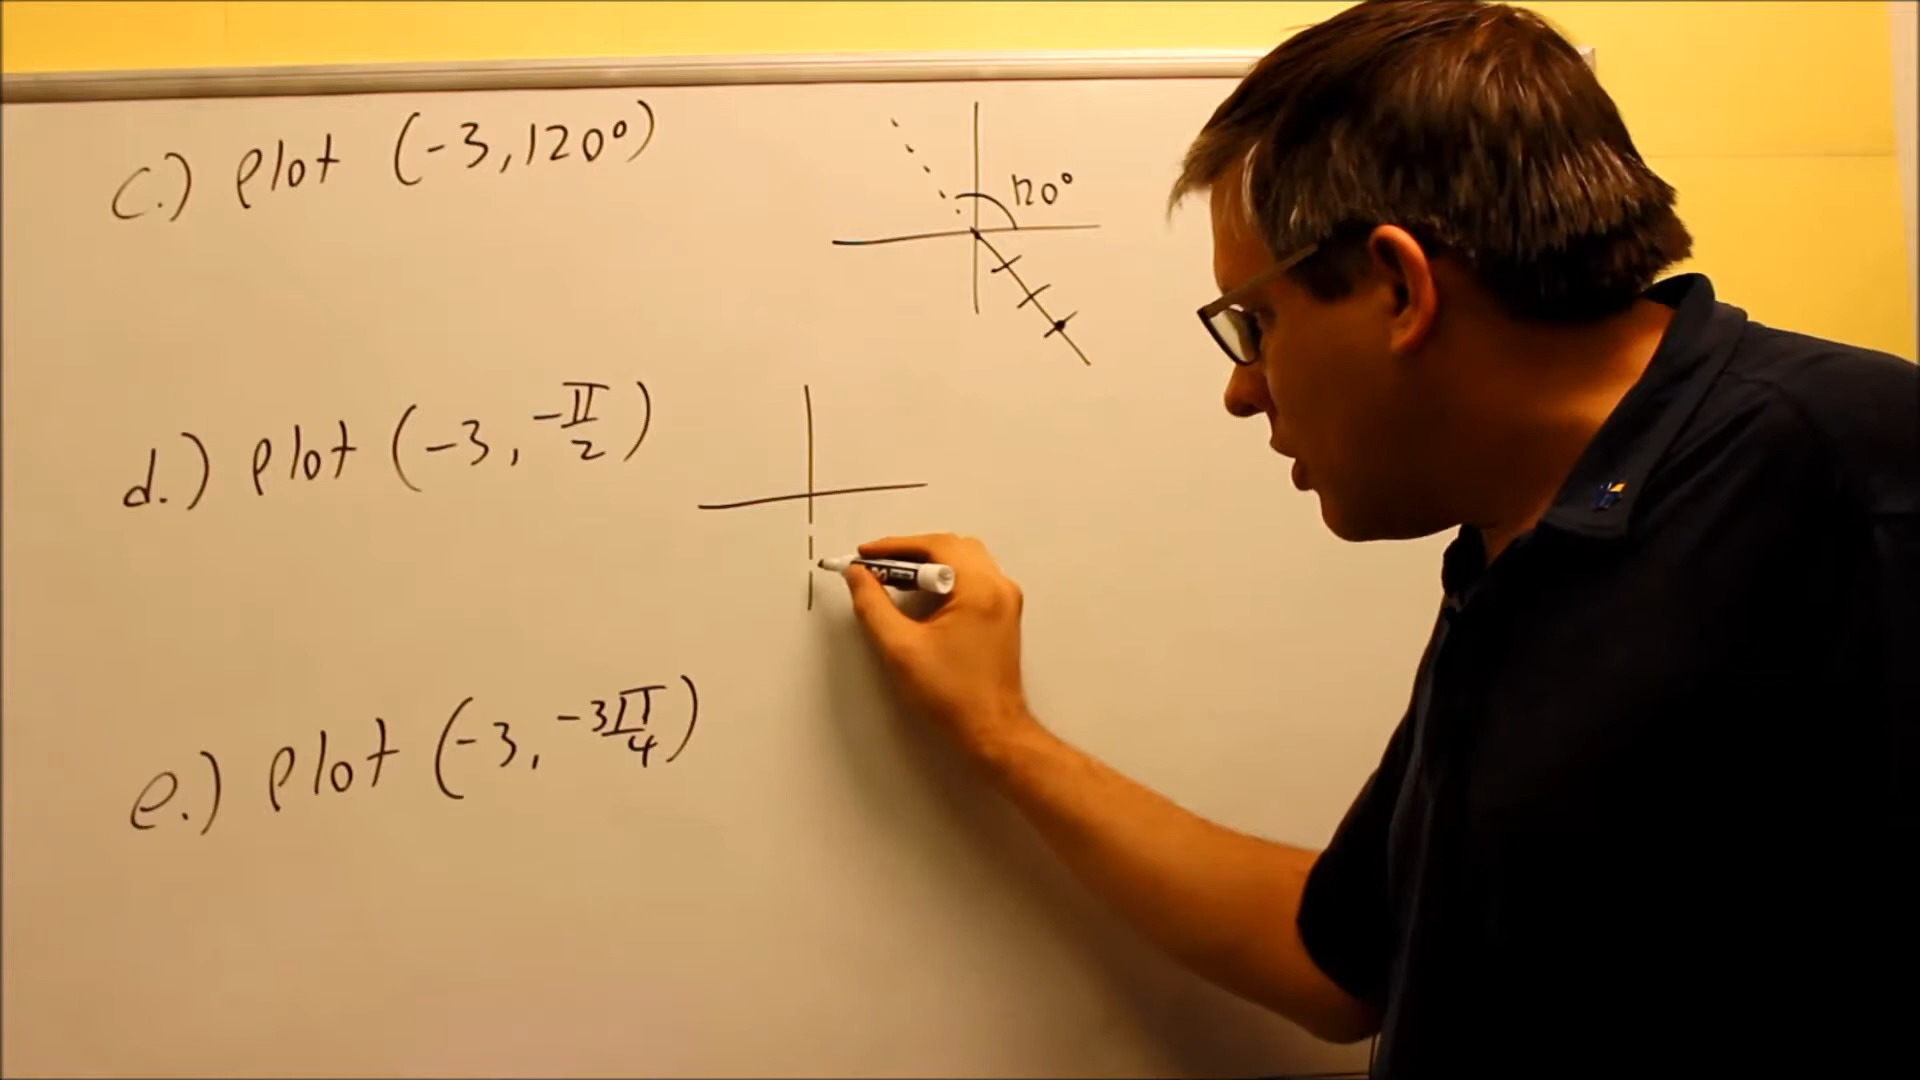 c.) plot (-3, 120°)
120°
d.) plot (-3, -π/2)
e.) plot (-3, -3π/4)